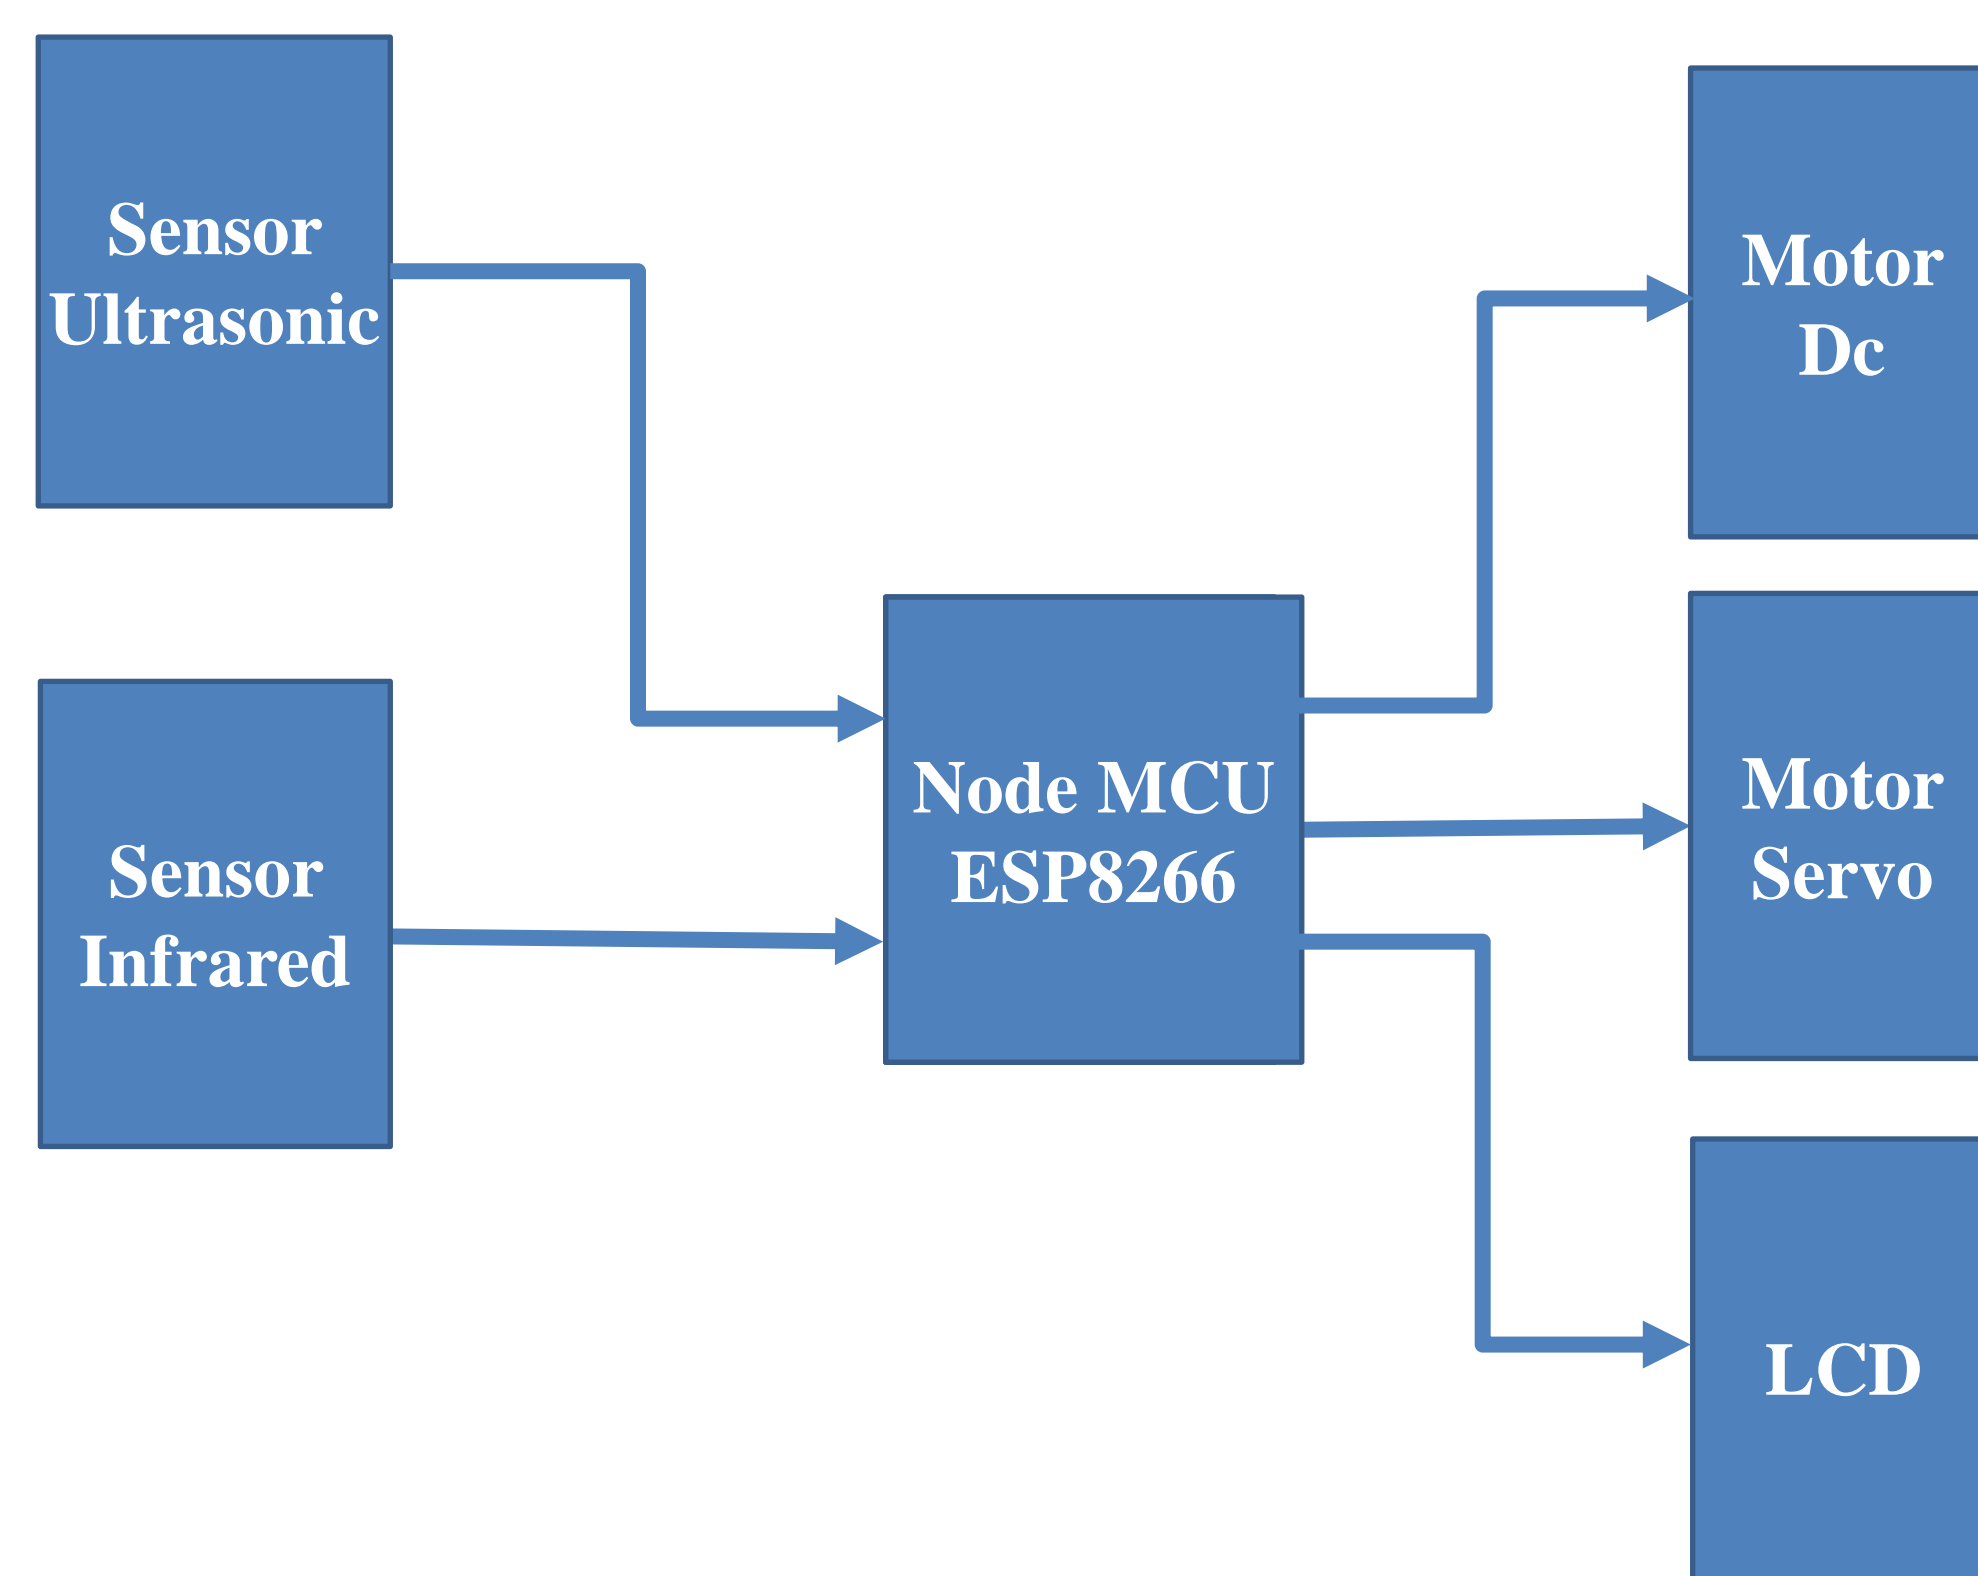 Sensor
Ultrasonic
Sensor
Infrared
Node MCU
ESP8266
Motor
Dc
Motor
Servo
LCD